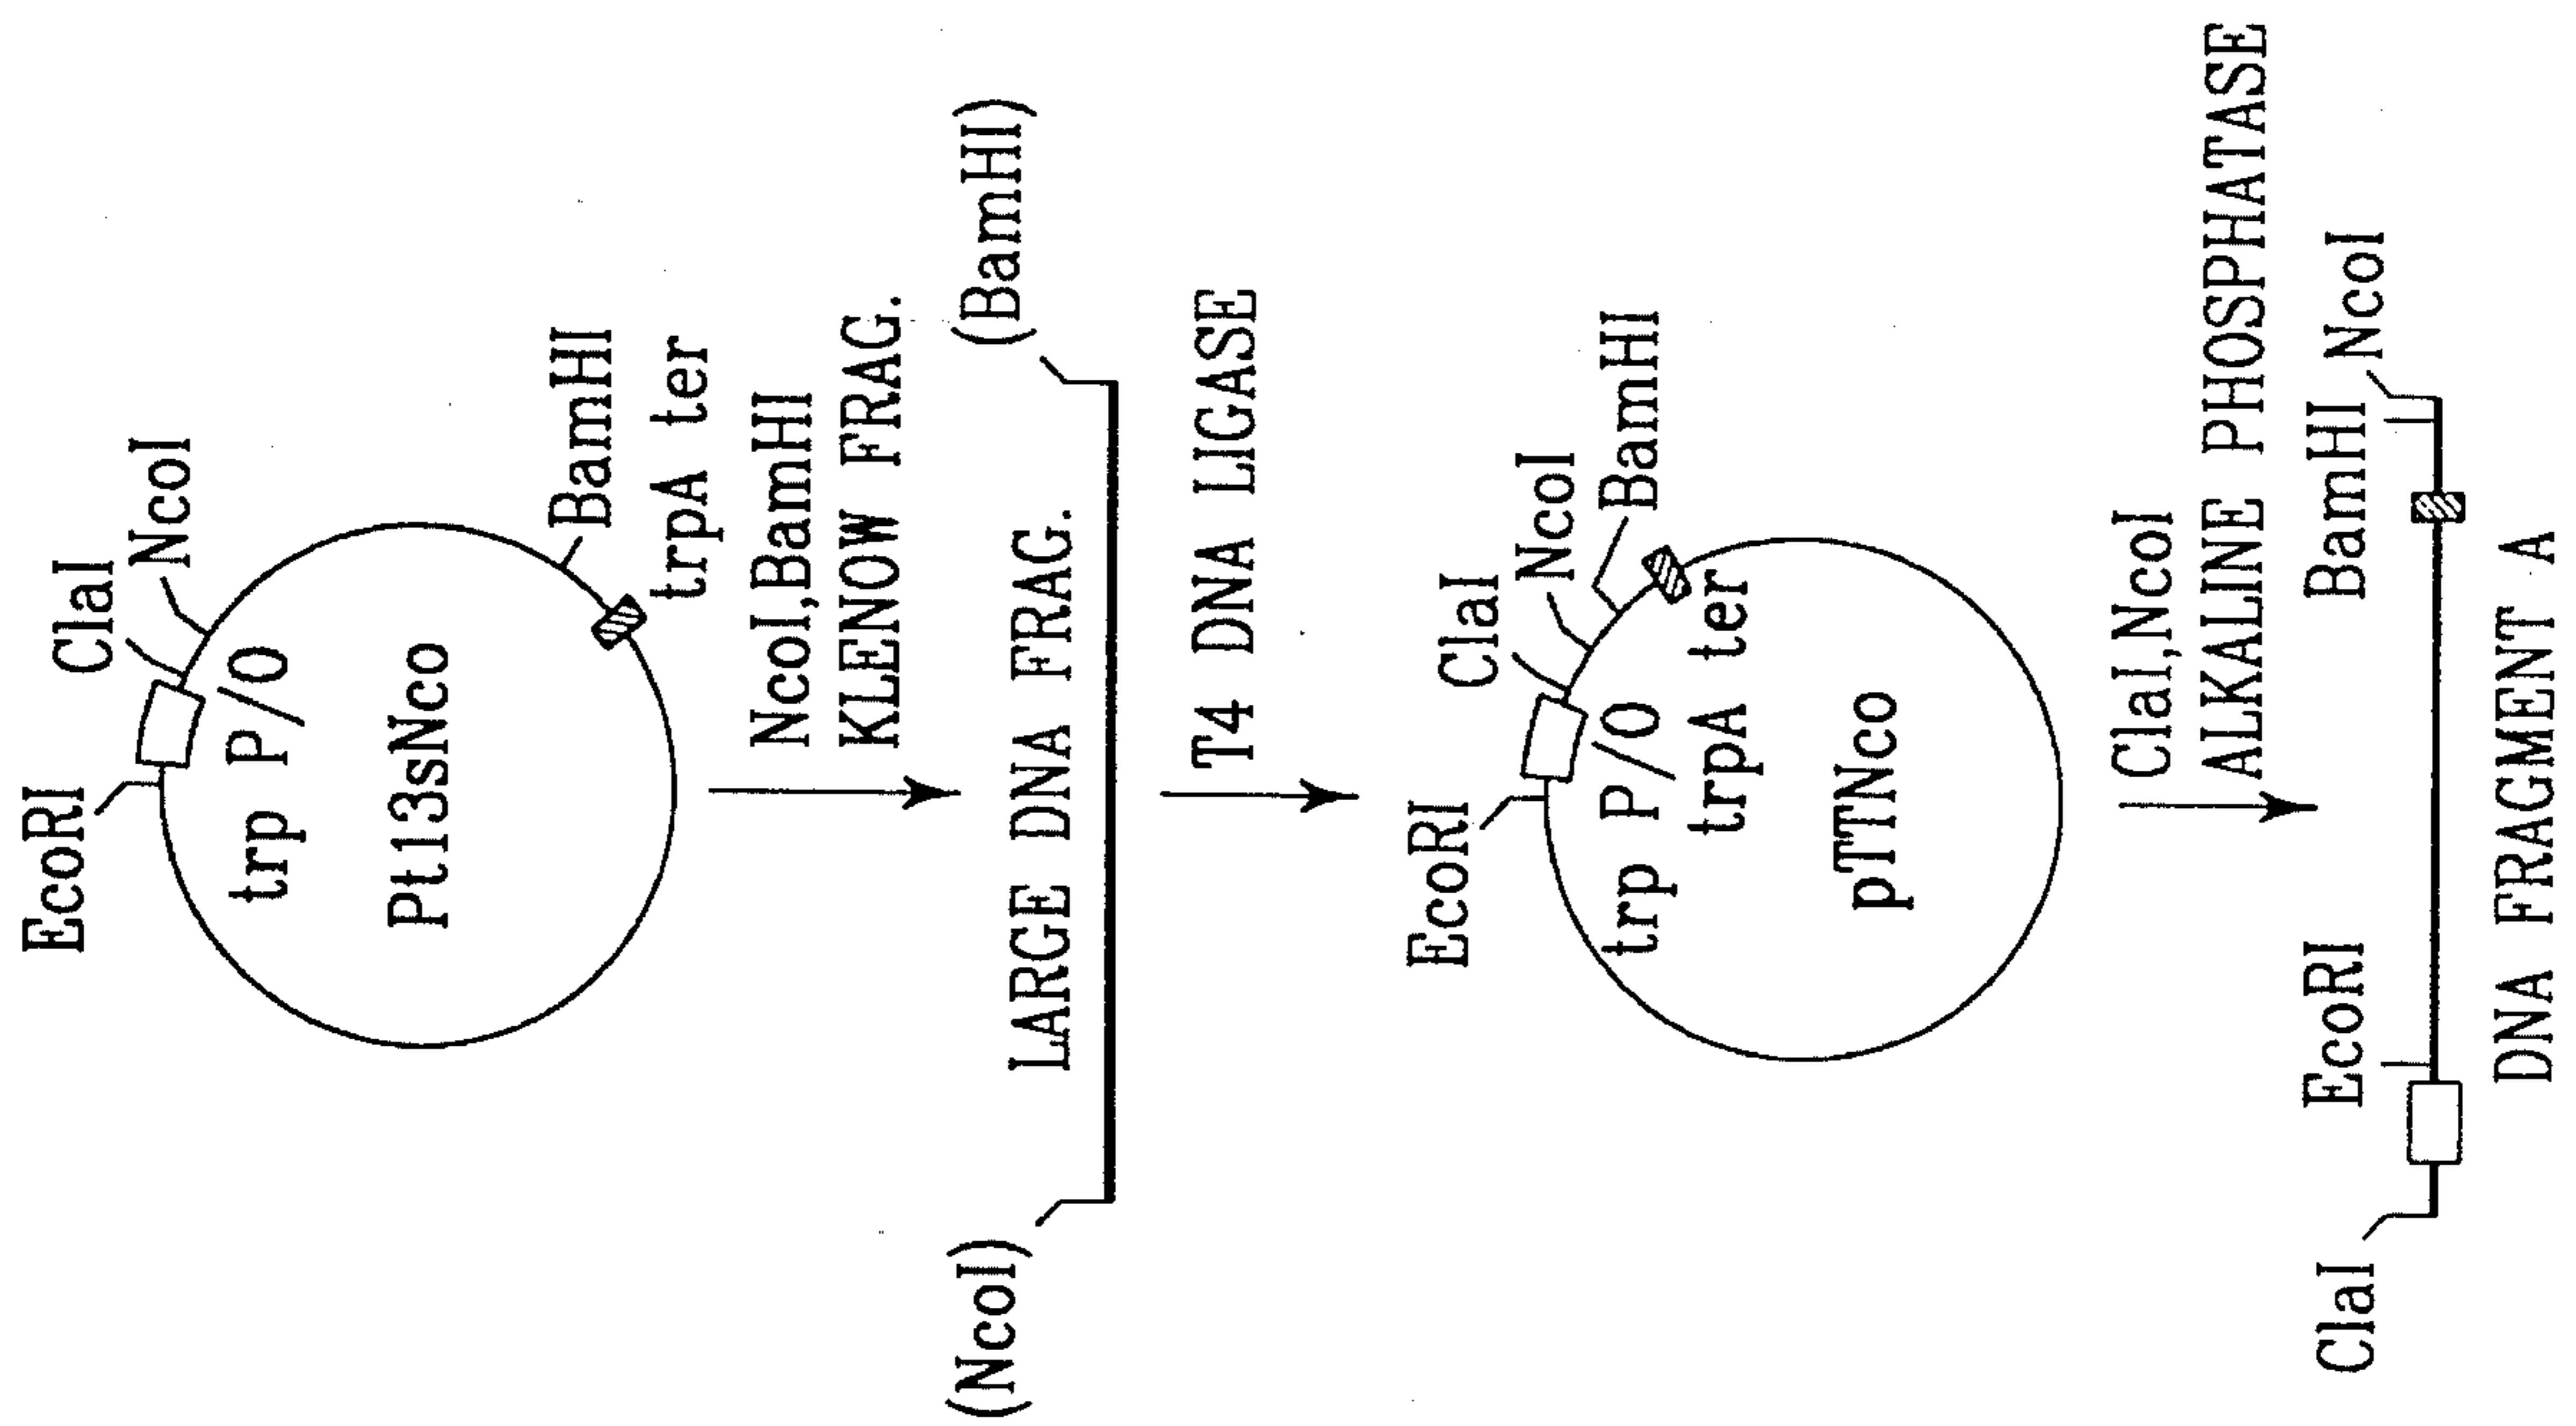 EcoRI
ClaI
NcoI
trp P/O
Pt13sNco
BamHI
trpA ter
NcoI,BamHI
KLENOW FRAG.
(NcoI)
LARGE DNA FRAG.
(BamHI)
T4 DNA LIGASE
EcoRI
ClaI
NcoI
BamHI
trp P/O
trpA ter
pTTNco
ClaI,NcoI
ALKALINE PHOSPHATASE
ClaI
EcoRI
BamHI
NcoI
DNA FRAGMENT A